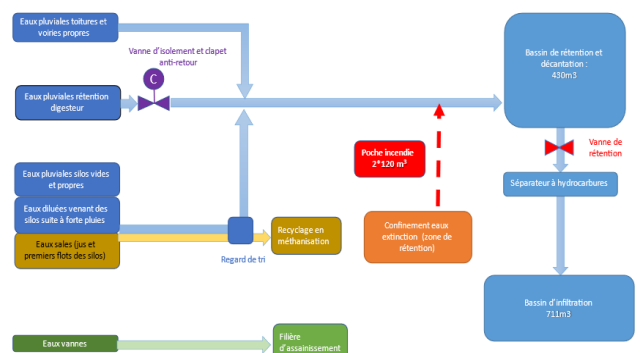 Eaux pluviales toitures et
voiries propres
Vanne d'isolement et clapet
anti-retour
C
Eaux pluviales rétention
digesteur
Bassin de rétention et
décantation :
430m3
Poche incendie
2*120 m³
Vanne de
rétention
Eaux pluviales silos vides
et propres
Séparateur à hydrocarbures
Eaux diluées venant des
silos suite à forte pluies
Eaux sales (jus et
premiers flots des silos)
Recyclage en
méthanisation
Confinement eaux
extinction (zone de
rétention)
Regard de tri
Bassin d'infiltration
711m3
Eaux vannes
Filière
d'assainissement